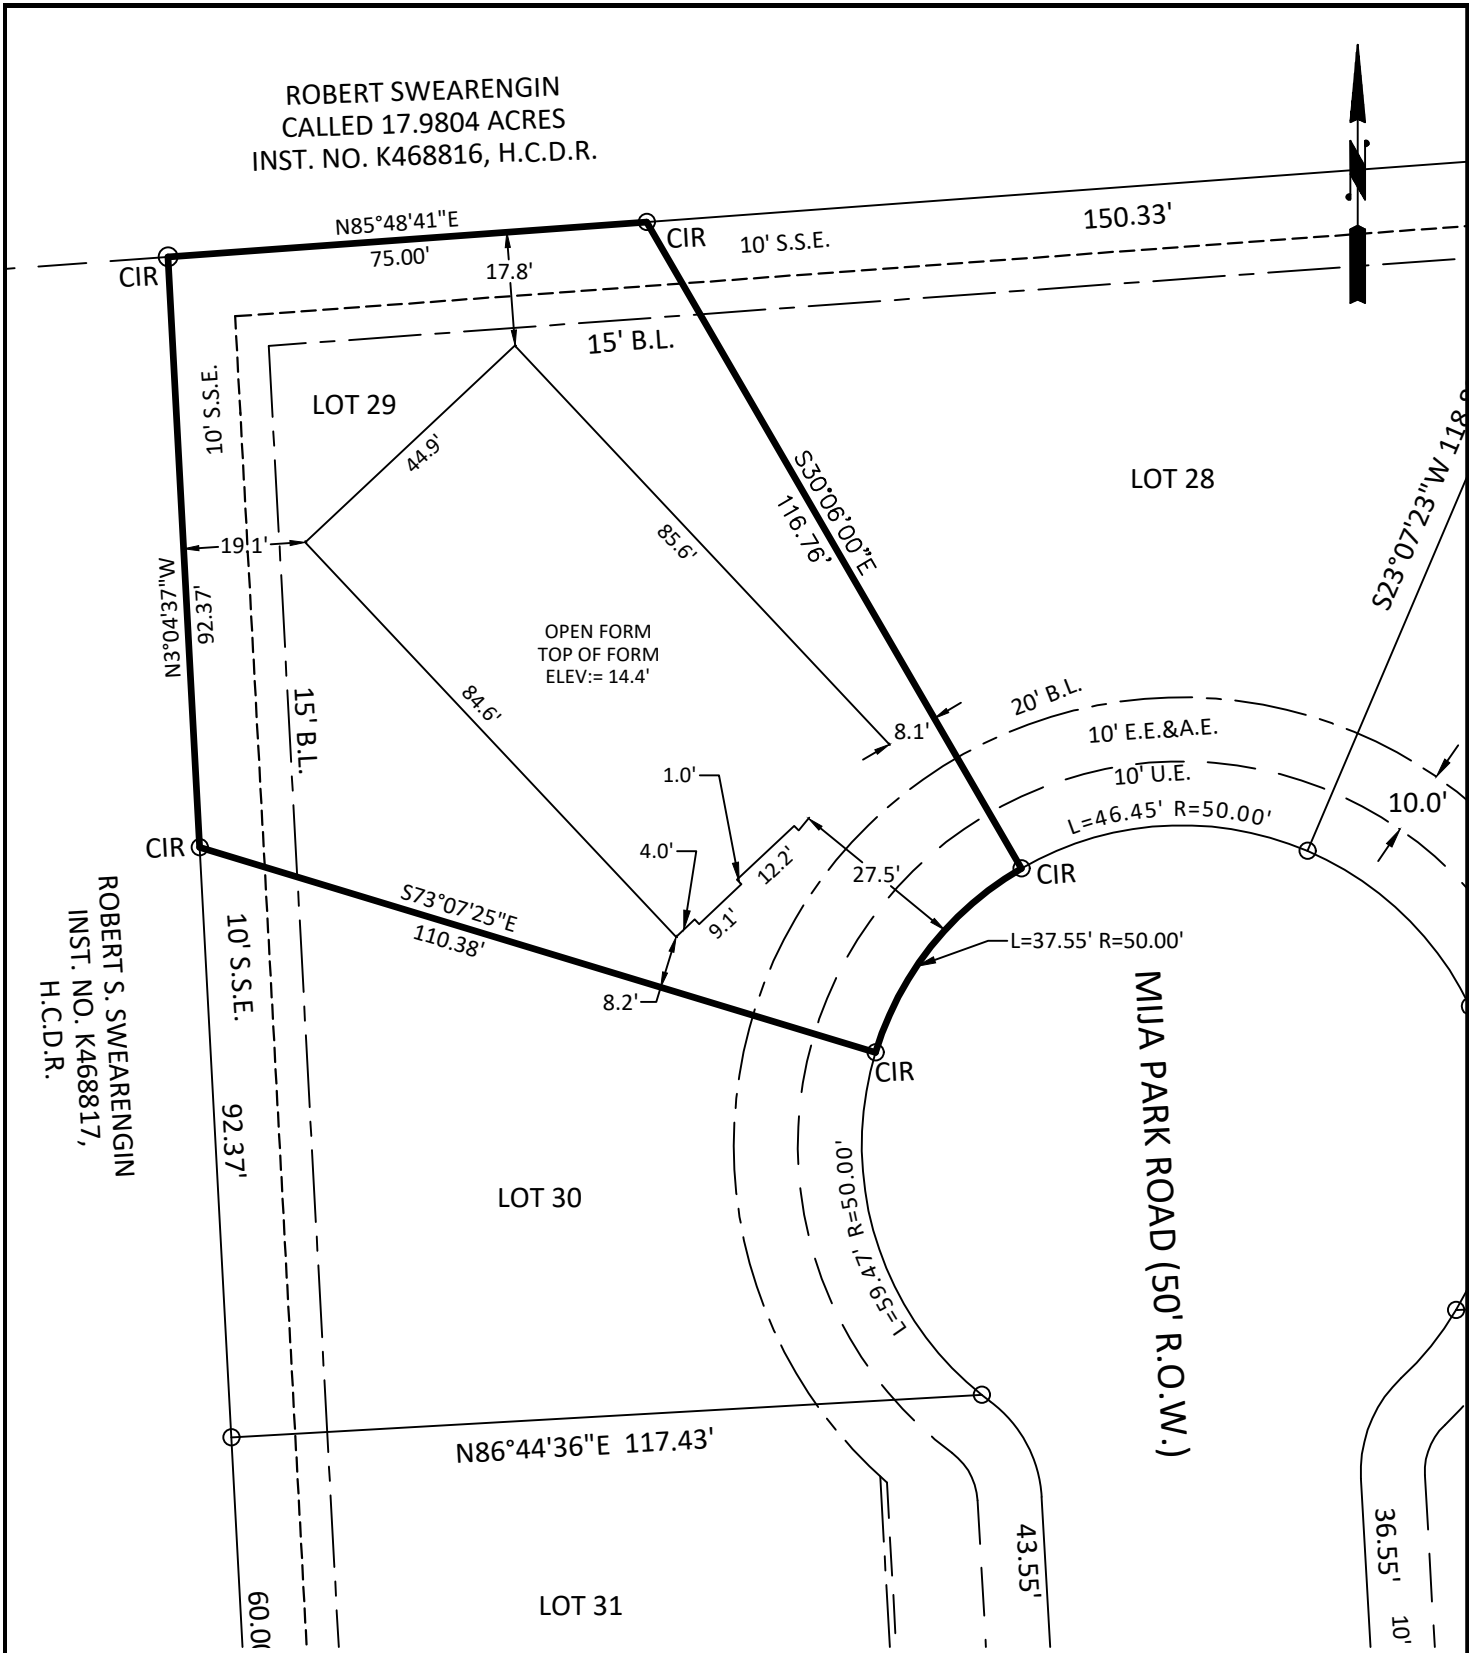 ROBERT SWEARENGIN
CALLED 17.9804 ACRES
INST. NO. K468816, H.C.D.R.
N85°48'41"E
75.00'
CIR
CIR
17.8'
10' S.S.E.
150.33'
15' B.L.
10' S.S.E.
LOT 29
44.9'
S30°06'00"E
116.76'
LOT 28
S23°07'23"W 118.
19.1'
85.6'
N3°04'37"W
92.37'
OPEN FORM
TOP OF FORM
ELEV:= 14.4'
84.6'
15' B.L.
20' B.L.
8.1'
10' E.E.&A.E.
10' U.E.
L=46.45' R=50.00'
10.0'
1.0'
4.0'
12.2'
9.1'
27.5'
CIR
CIR
S73°07'25"E
110.38'
8.2'
L=37.55' R=50.00'
CIR
ROBERT S. SWEARENGIN
INST. NO. K468817,
H.C.D.R.
10' S.S.E.
92.37'
LOT 30
L=59.47' R=50.00'
MIJA PARK ROAD (50' R.O.W.)
N86°44'36"E 117.43'
43.55'
36.55'
10'
LOT 31
60.00